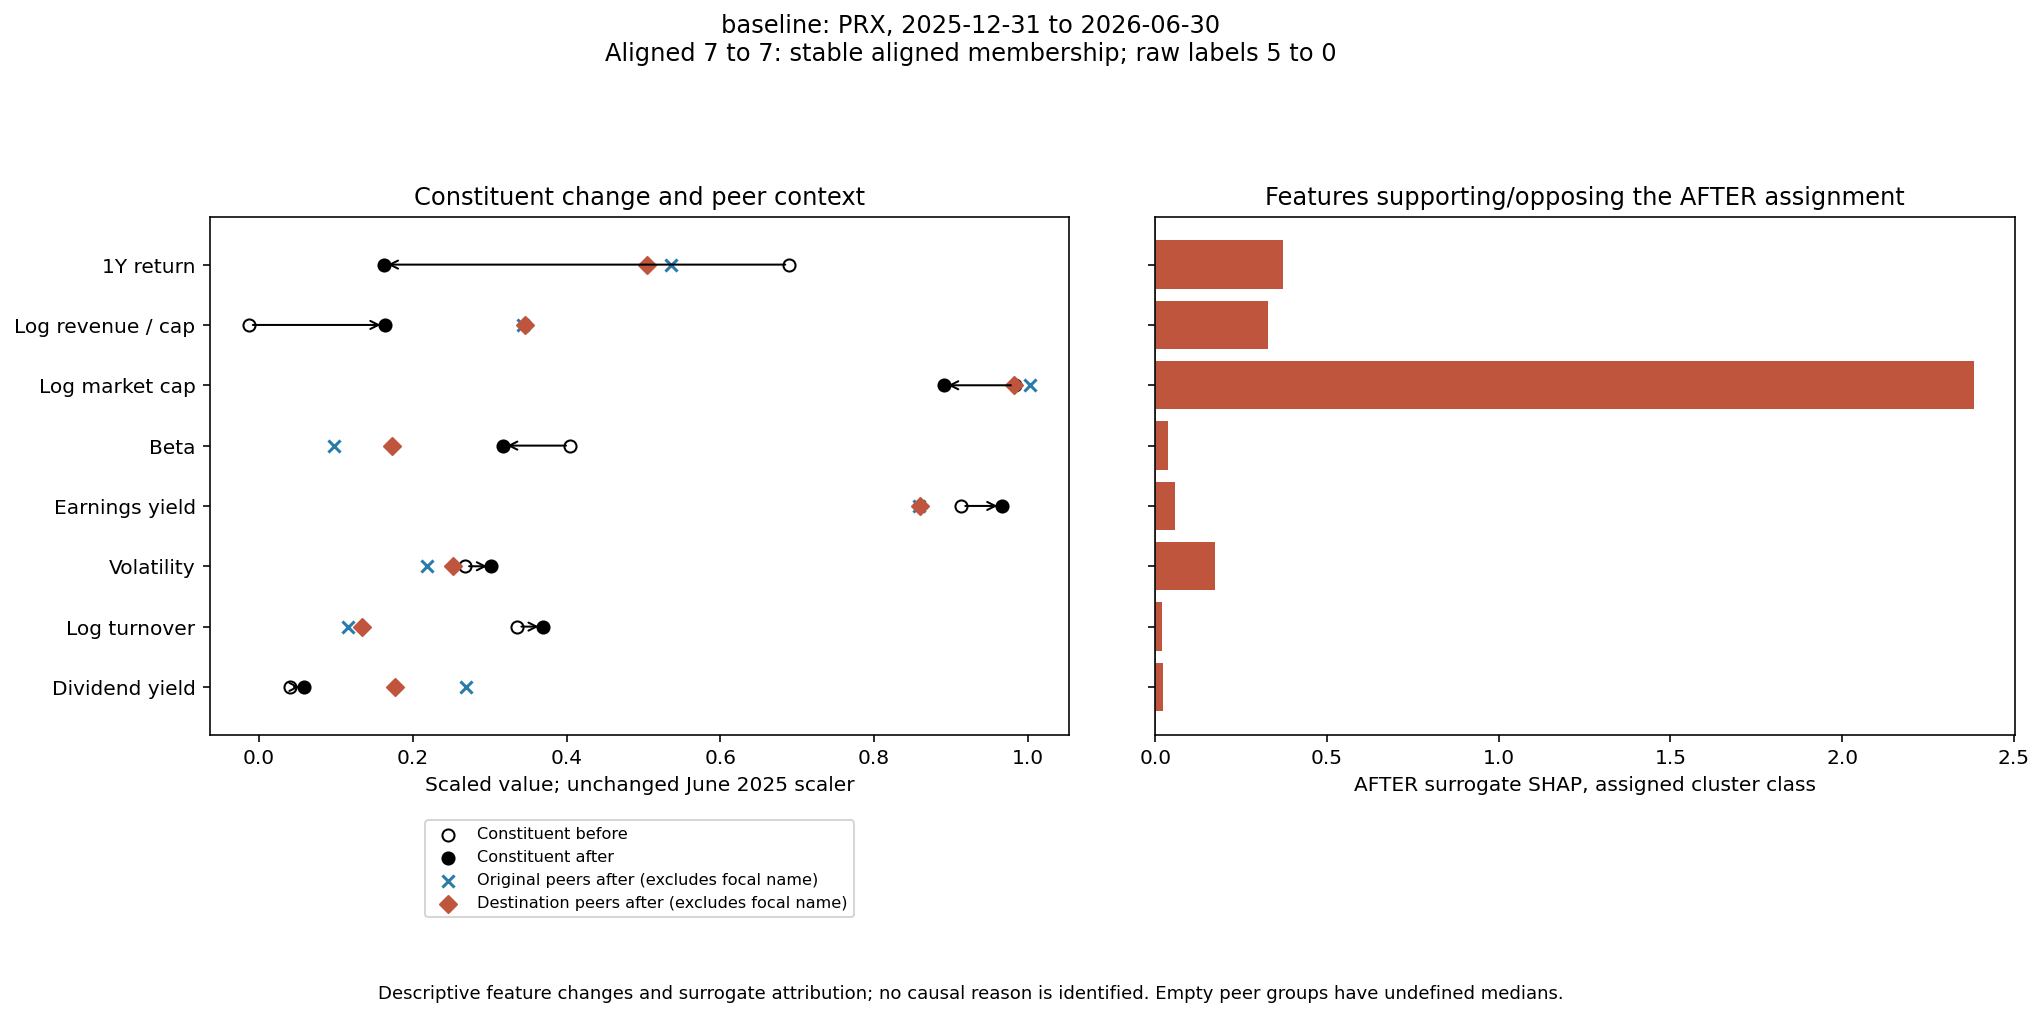 baseline: PRX, 2025-12-31 to 2026-06-30
Aligned 7 to 7: stable aligned membership; raw labels 5 to 0
Constituent change and peer context
1Y return
Log revenue / cap
Log market cap
Beta
Earnings yield
Volatility
Log turnover
Dividend yield
0.0 0.2 0.4 0.6 0.8 1.0
Scaled value; unchanged June 2025 scaler
Constituent before
Constituent after
Original peers after (excludes focal name)
Destination peers after (excludes focal name)
Features supporting/opposing the AFTER assignment
0.0 0.5 1.0 1.5 2.0 2.5
AFTER surrogate SHAP, assigned cluster class
Descriptive feature changes and surrogate attribution; no causal reason is identified. Empty peer groups have undefined medians.